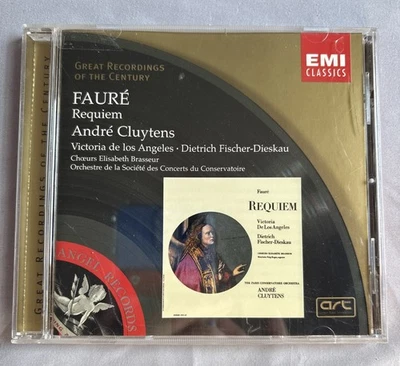 GREAT RECORDINGS
OF THE CENTURY
EMI
CLASSICS
FAURÉ
Requiem
André Cluytens
Victoria de los Angeles · Dietrich Fischer-Dieskau
Chœurs Elisabeth Brasseur
Orchestre de la Société des Concerts du Conservatoire
Fauré
REQUIEM
Victoria
De Los Angeles
Dietrich
Fischer-Dieskau
THE PARIS CONSERVATOIRE ORCHESTRA
ANDRÉ
CLUYTENS
ANGEL RECORDS
art
GREAT RECORDINGS OF THE CENTURY